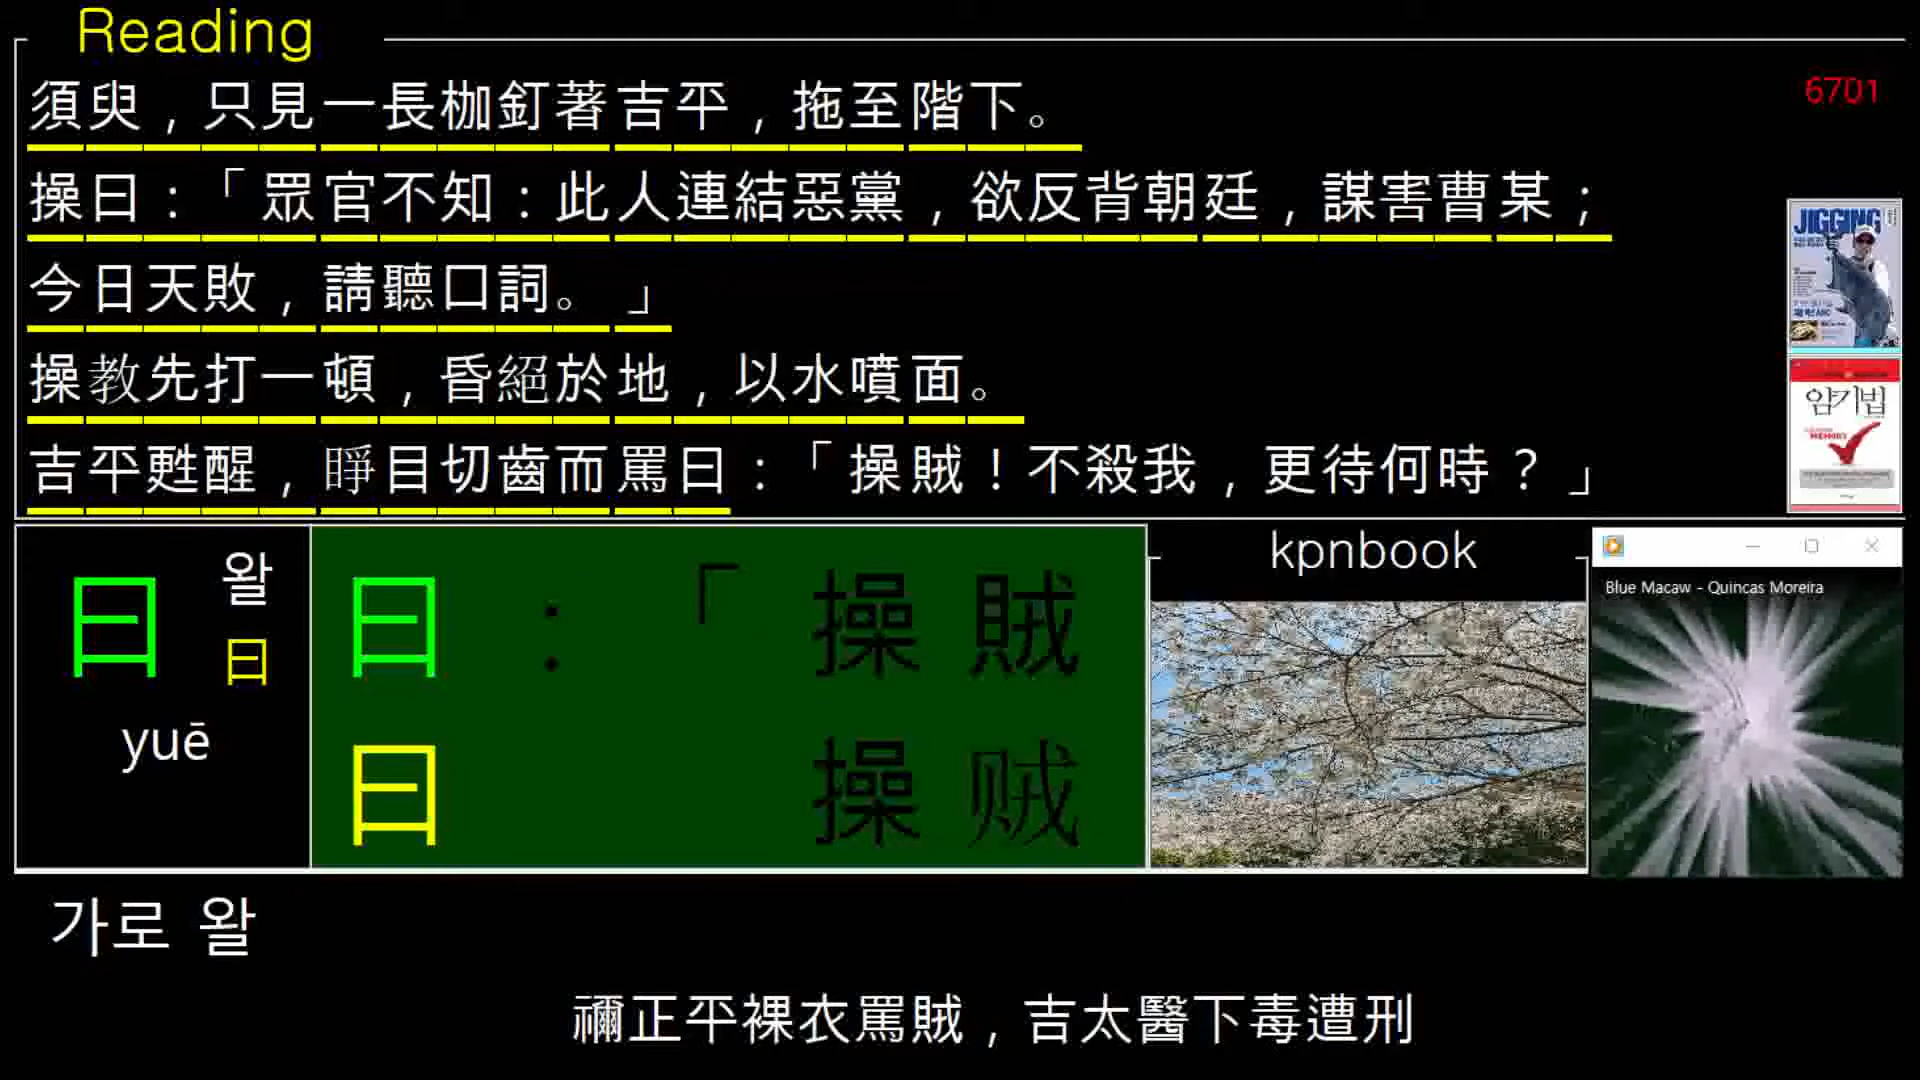 Reading
6701
須臾，只見一長枷釘著吉平，拖至階下。
操曰：「眾官不知：此人連結惡黨，欲反背朝廷，謀害曹某；
今日天敗，請聽口詞。」
操教先打一頓，昏絕於地，以水噴面。
吉平甦醒，睜目切齒而罵曰：「操賊！不殺我，更待何時？」
JIGGING
암기법
曰 왈
曰
yuē
曰：「操賊
曰 操贼
kpnbook
Blue Macaw - Quincas Moreira
가로 왈
禰正平裸衣罵賊，吉太醫下毒遭刑